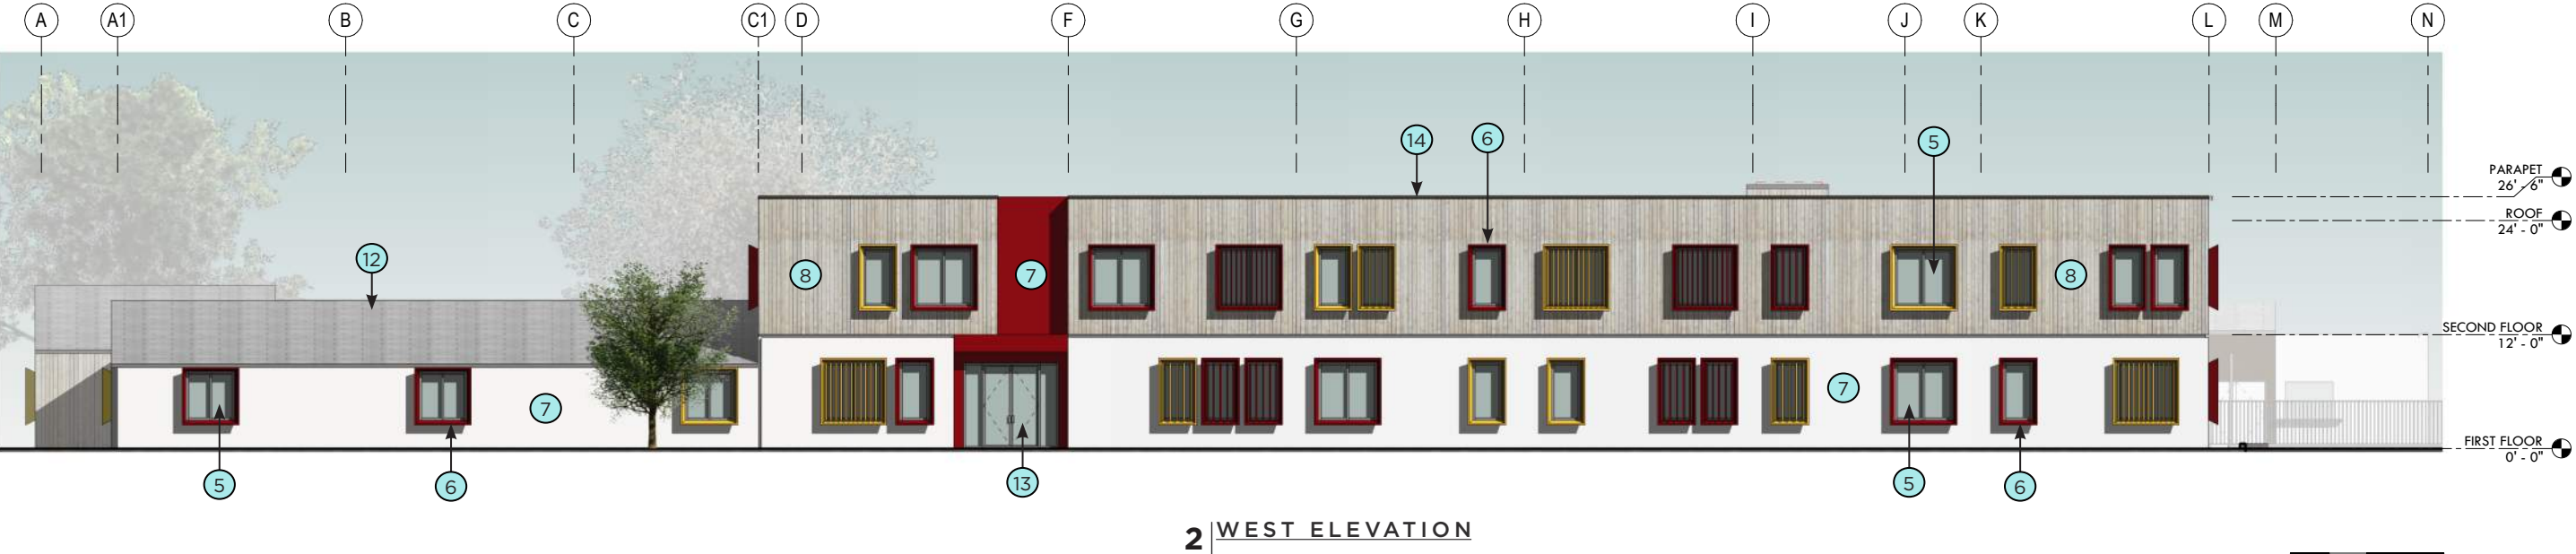 A A1 B C C1 D F G H I J K L M N
14 6 5
PARAPET
26' - 6"
ROOF
24' - 0"
12 8 7 8
SECOND FLOOR
12' - 0"
7 7
FIRST FLOOR
0' - 0"
5 6 13 5 6
2 WEST ELEVATION